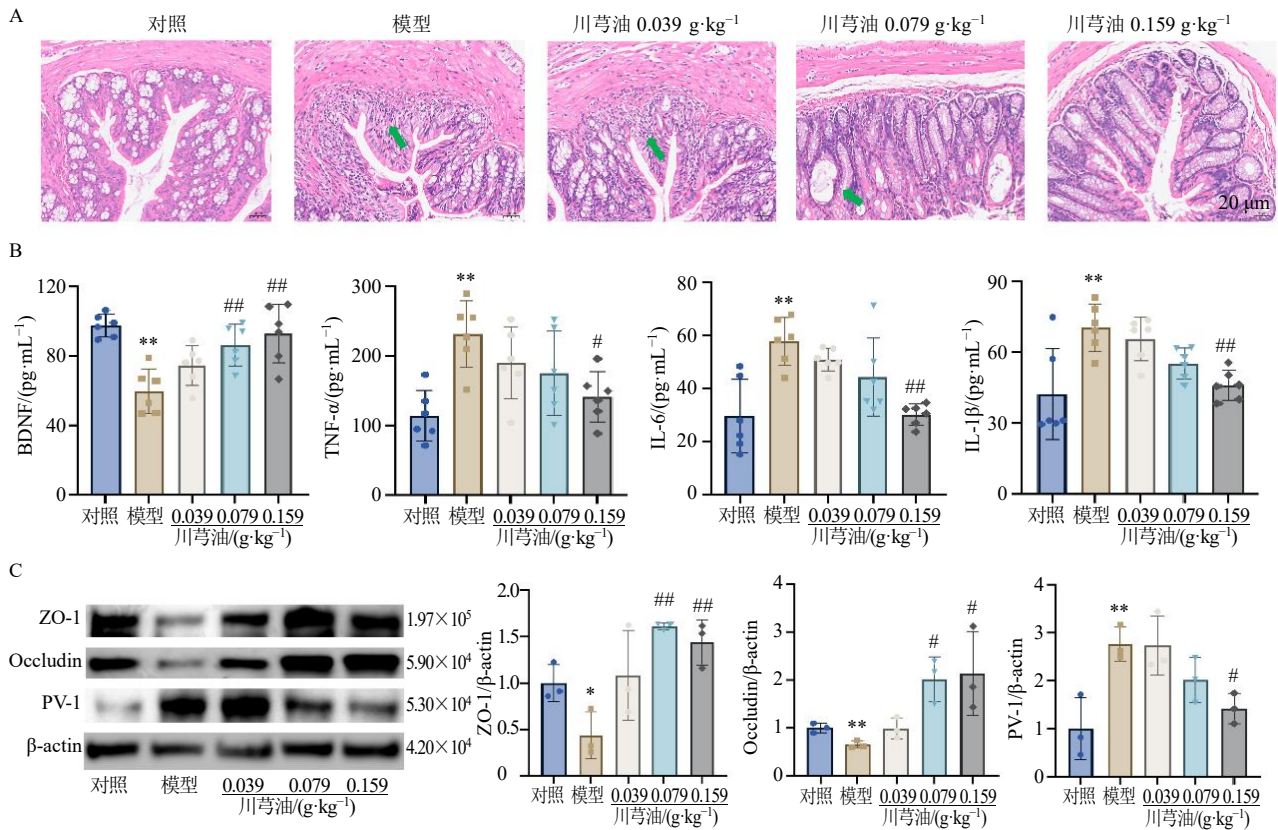 A
对照 模型 川芎油 0.039 g·kg⁻¹ 川芎油 0.079 g·kg⁻¹ 川芎油 0.159 g·kg⁻¹
20 μm
B
BDNF/(pg·mL⁻¹)
120
80
40
0
**
##
##
对照 模型 0.039 0.079 0.159
川芎油/(g·kg⁻¹)
TNF-α/(pg·mL⁻¹)
300
200
100
0
**
#
对照 模型 0.039 0.079 0.159
川芎油/(g·kg⁻¹)
IL-6/(pg·mL⁻¹)
80
60
40
20
0
**
##
对照 模型 0.039 0.079 0.159
川芎油/(g·kg⁻¹)
IL-1β/(pg·mL⁻¹)
90
60
30
0
**
##
对照 模型 0.039 0.079 0.159
川芎油/(g·kg⁻¹)
C
ZO-1 1.97×10⁵
Occludin 5.90×10⁴
PV-1 5.30×10⁴
β-actin 4.20×10⁴
对照 模型 0.039 0.079 0.159
川芎油/(g·kg⁻¹)
ZO-1/β-actin
2.0
1.5
1.0
0.5
0
*
##
##
对照 模型 0.039 0.079 0.159
川芎油/(g·kg⁻¹)
Occludin/β-actin
4
3
2
1
0
**
#
#
对照 模型 0.039 0.079 0.159
川芎油/(g·kg⁻¹)
PV-1/β-actin
4
3
2
1
0
**
#
对照 模型 0.039 0.079 0.159
川芎油/(g·kg⁻¹)